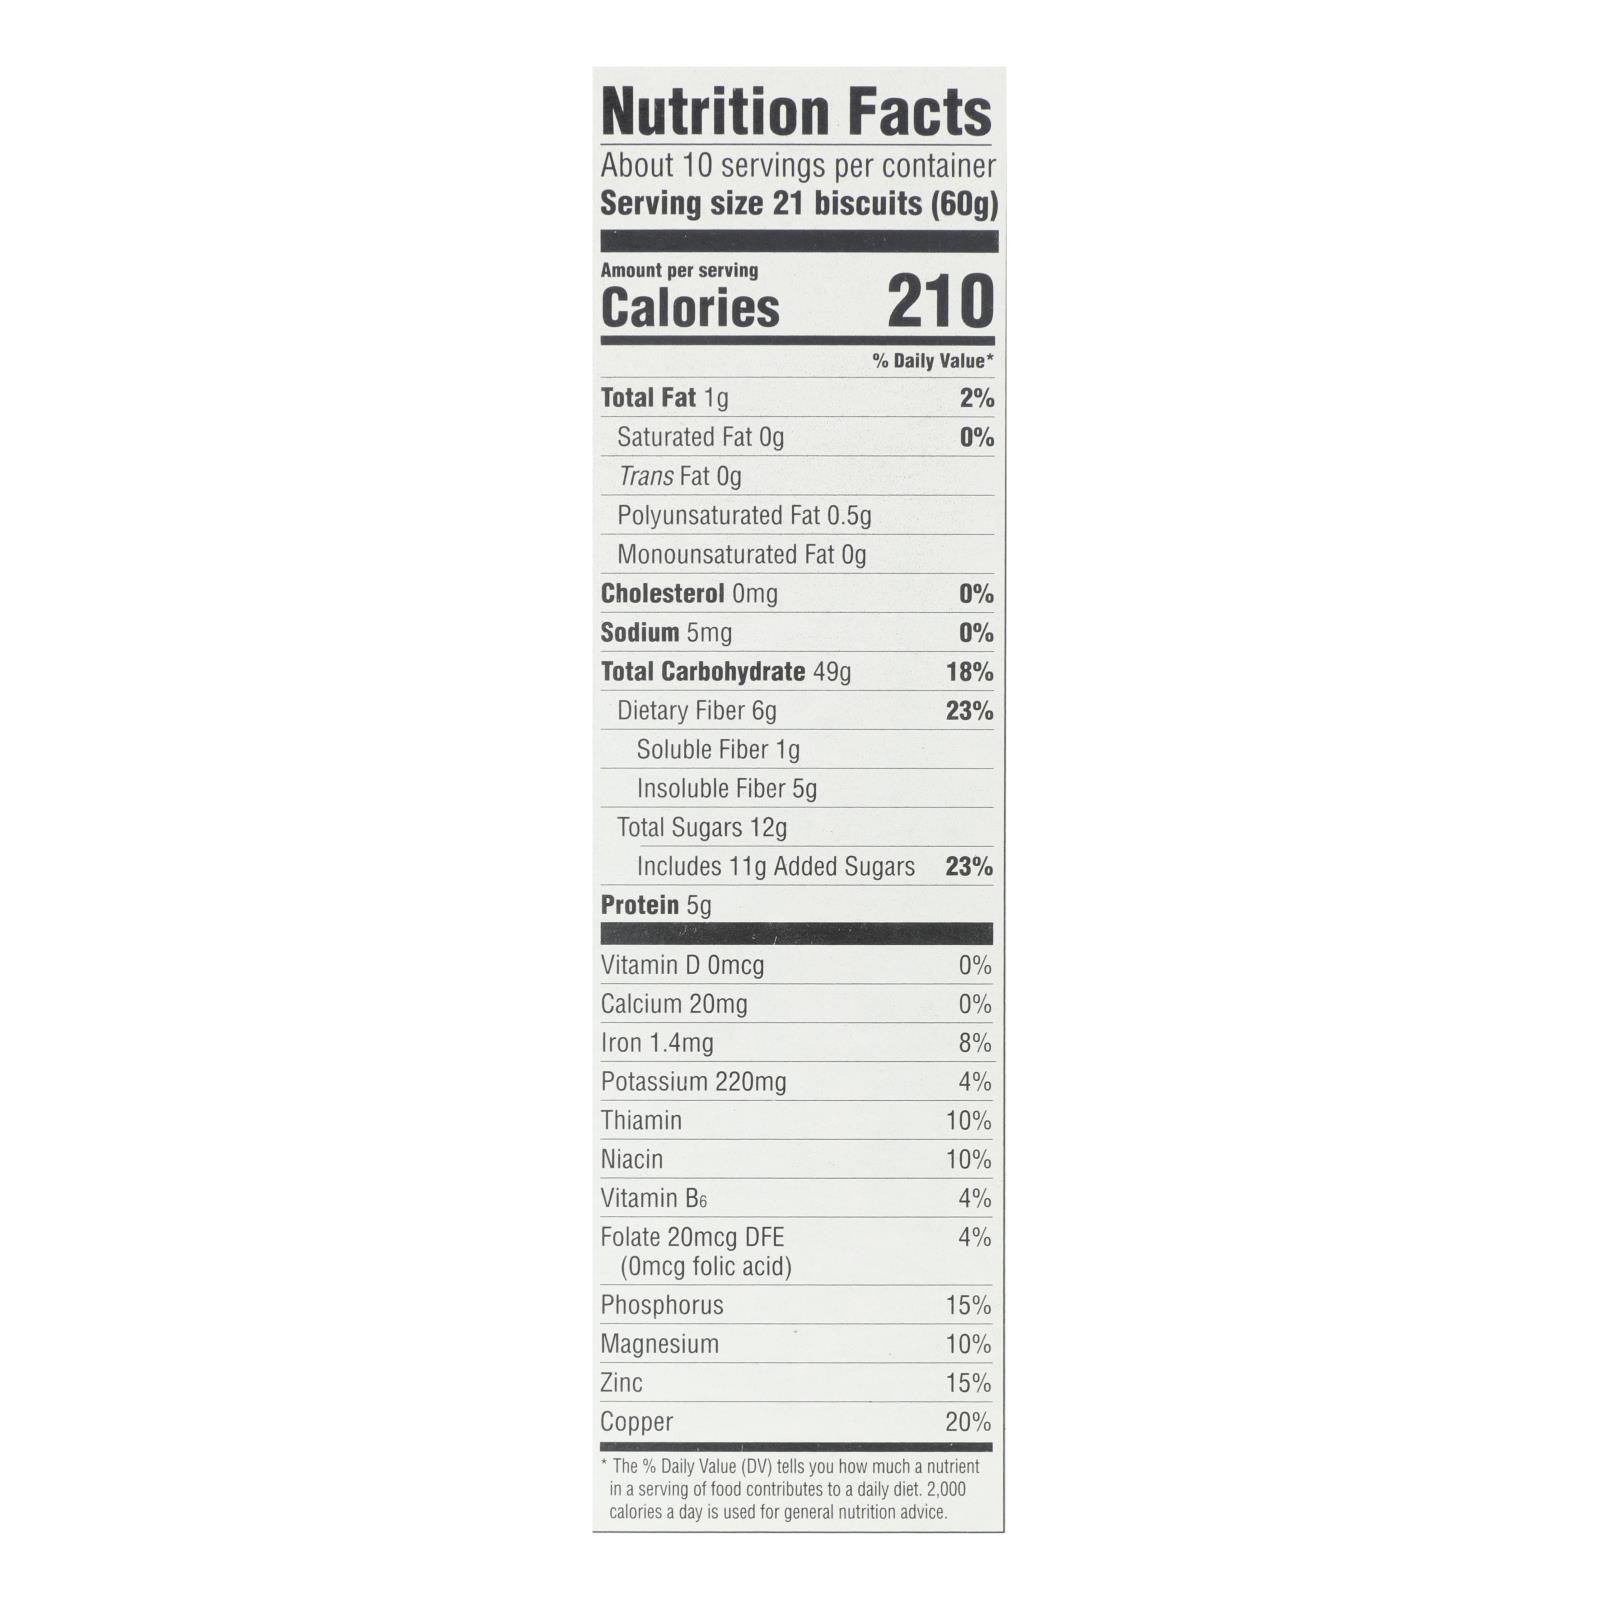 Nutrition Facts
About 10 servings per container
Serving size 21 biscuits (60g)
Amount per serving
Calories 210
% Daily Value*
Total Fat 1g 2%
Saturated Fat 0g 0%
Trans Fat 0g
Polyunsaturated Fat 0.5g
Monounsaturated Fat 0g
Cholesterol 0mg 0%
Sodium 5mg 0%
Total Carbohydrate 49g 18%
Dietary Fiber 6g 23%
Soluble Fiber 1g
Insoluble Fiber 5g
Total Sugars 12g
Includes 11g Added Sugars 23%
Protein 5g
Vitamin D 0mcg 0%
Calcium 20mg 0%
Iron 1.4mg 8%
Potassium 220mg 4%
Thiamin 10%
Niacin 10%
Vitamin B6 4%
Folate 20mcg DFE 4%
(0mcg folic acid)
Phosphorus 15%
Magnesium 10%
Zinc 15%
Copper 20%
* The % Daily Value (DV) tells you how much a nutrient
in a serving of food contributes to a daily diet. 2,000
calories a day is used for general nutrition advice.